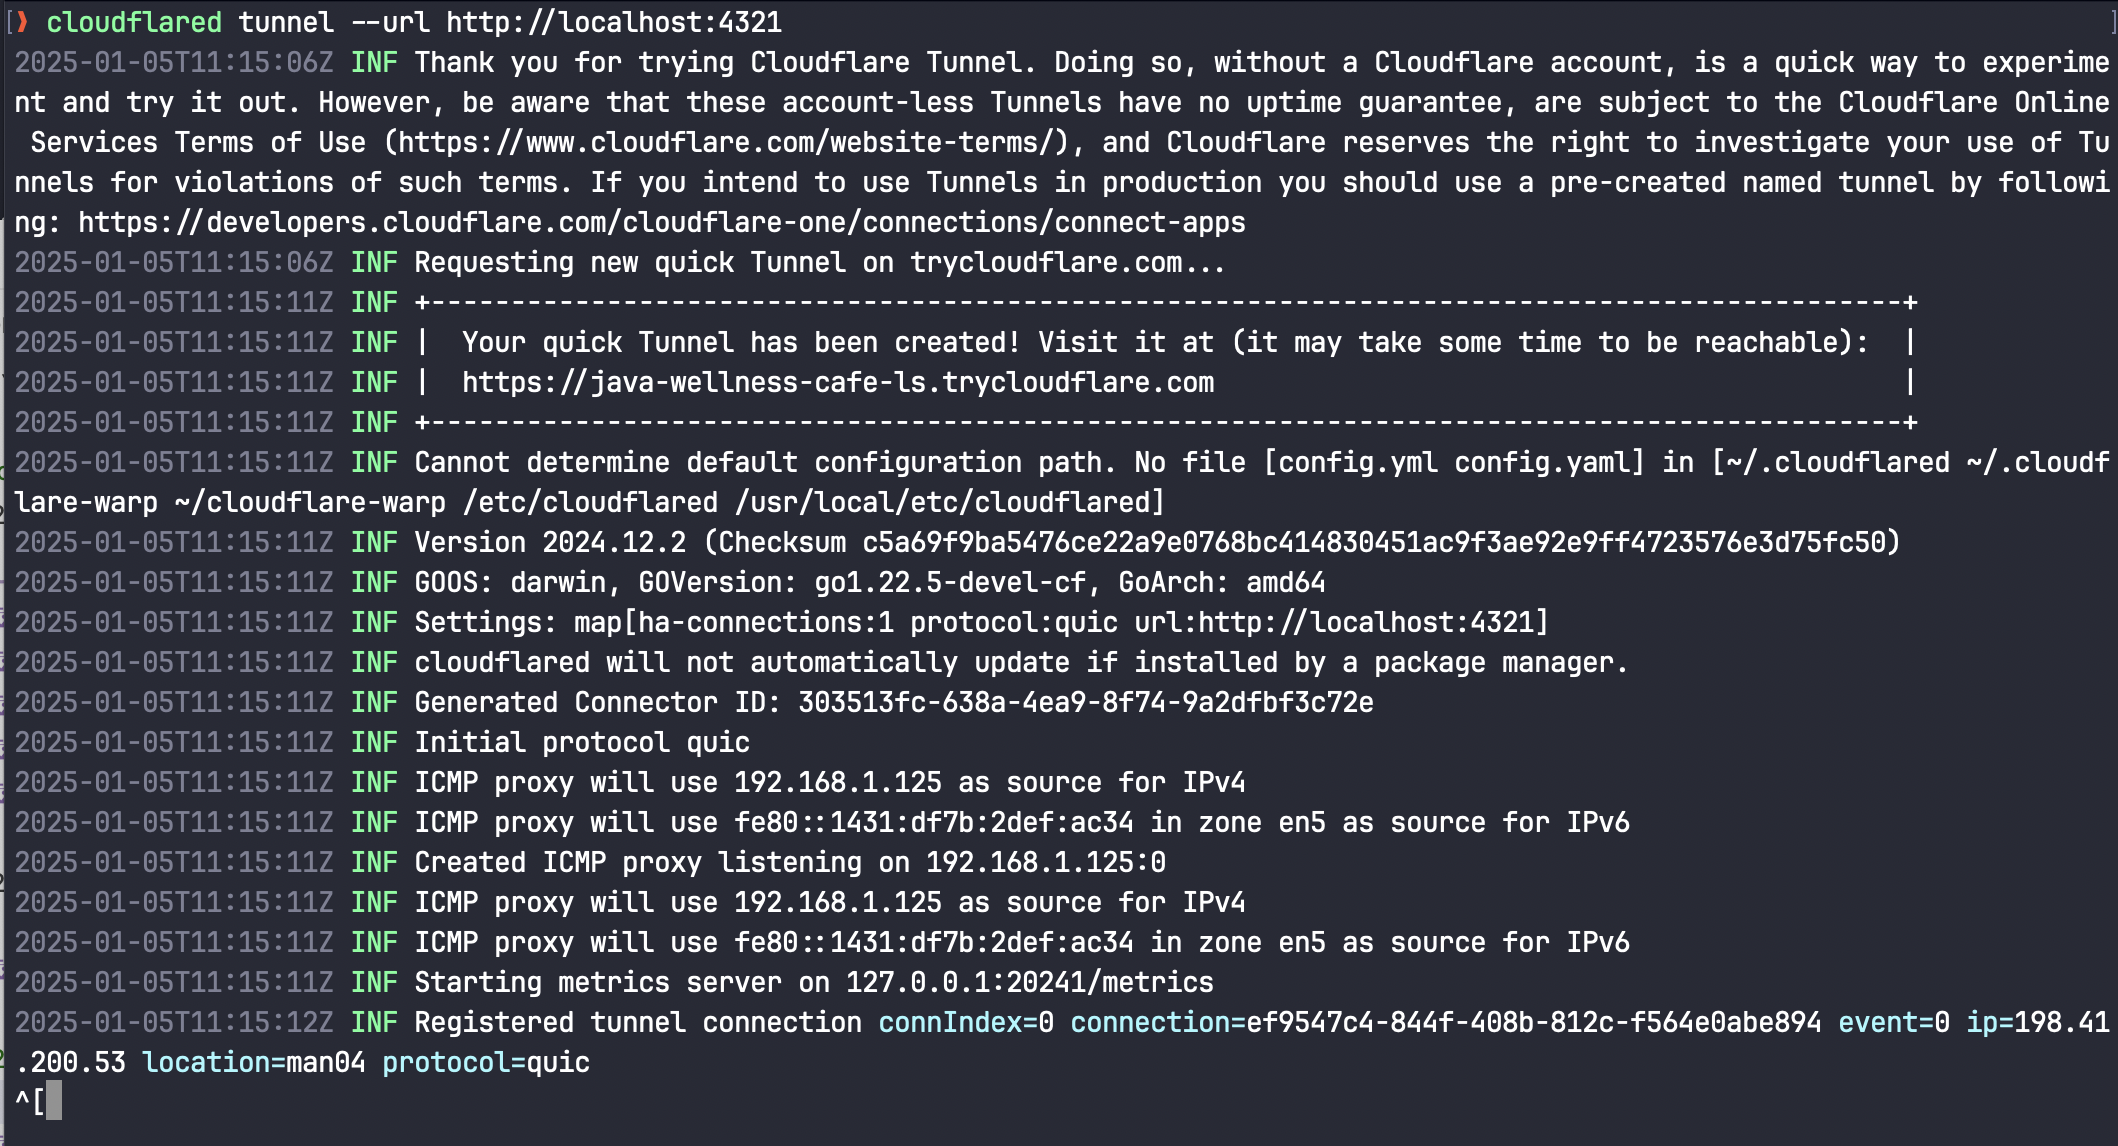 [❯ cloudflared tunnel --url http://localhost:4321 ]
2025-01-05T11:15:06Z INF Thank you for trying Cloudflare Tunnel. Doing so, without a Cloudflare account, is a quick way to experime
nt and try it out. However, be aware that these account-less Tunnels have no uptime guarantee, are subject to the Cloudflare Online
 Services Terms of Use (https://www.cloudflare.com/website-terms/), and Cloudflare reserves the right to investigate your use of Tu
nnels for violations of such terms. If you intend to use Tunnels in production you should use a pre-created named tunnel by followi
ng: https://developers.cloudflare.com/cloudflare-one/connections/connect-apps
2025-01-05T11:15:06Z INF Requesting new quick Tunnel on trycloudflare.com...
2025-01-05T11:15:11Z INF +--------------------------------------------------------------------------------------------+
2025-01-05T11:15:11Z INF |  Your quick Tunnel has been created! Visit it at (it may take some time to be reachable):  |
2025-01-05T11:15:11Z INF |  https://java-wellness-cafe-ls.trycloudflare.com                                           |
2025-01-05T11:15:11Z INF +--------------------------------------------------------------------------------------------+
2025-01-05T11:15:11Z INF Cannot determine default configuration path. No file [config.yml config.yaml] in [~/.cloudflared ~/.cloudf
lare-warp ~/cloudflare-warp /etc/cloudflared /usr/local/etc/cloudflared]
2025-01-05T11:15:11Z INF Version 2024.12.2 (Checksum c5a69f9ba5476ce22a9e0768bc414830451ac9f3ae92e9ff4723576e3d75fc50)
2025-01-05T11:15:11Z INF GOOS: darwin, GOVersion: go1.22.5-devel-cf, GoArch: amd64
2025-01-05T11:15:11Z INF Settings: map[ha-connections:1 protocol:quic url:http://localhost:4321]
2025-01-05T11:15:11Z INF cloudflared will not automatically update if installed by a package manager.
2025-01-05T11:15:11Z INF Generated Connector ID: 303513fc-638a-4ea9-8f74-9a2dfbf3c72e
2025-01-05T11:15:11Z INF Initial protocol quic
2025-01-05T11:15:11Z INF ICMP proxy will use 192.168.1.125 as source for IPv4
2025-01-05T11:15:11Z INF ICMP proxy will use fe80::1431:df7b:2def:ac34 in zone en5 as source for IPv6
2025-01-05T11:15:11Z INF Created ICMP proxy listening on 192.168.1.125:0
2025-01-05T11:15:11Z INF ICMP proxy will use 192.168.1.125 as source for IPv4
2025-01-05T11:15:11Z INF ICMP proxy will use fe80::1431:df7b:2def:ac34 in zone en5 as source for IPv6
2025-01-05T11:15:11Z INF Starting metrics server on 127.0.0.1:20241/metrics
2025-01-05T11:15:12Z INF Registered tunnel connection connIndex=0 connection=ef9547c4-844f-408b-812c-f564e0abe894 event=0 ip=198.41
.200.53 location=man04 protocol=quic
^[